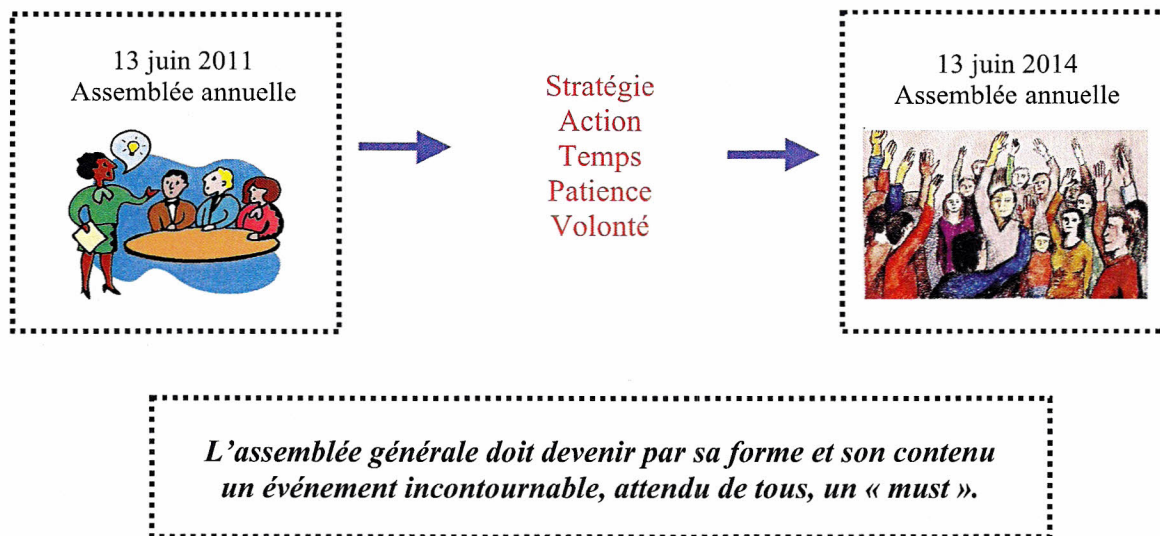 13 juin 2011
Assemblée annuelle
Stratégie
Action
Temps
Patience
Volonté
13 juin 2014
Assemblée annuelle
L’assemblée générale doit devenir par sa forme et son contenu
un événement incontournable, attendu de tous, un « must ».